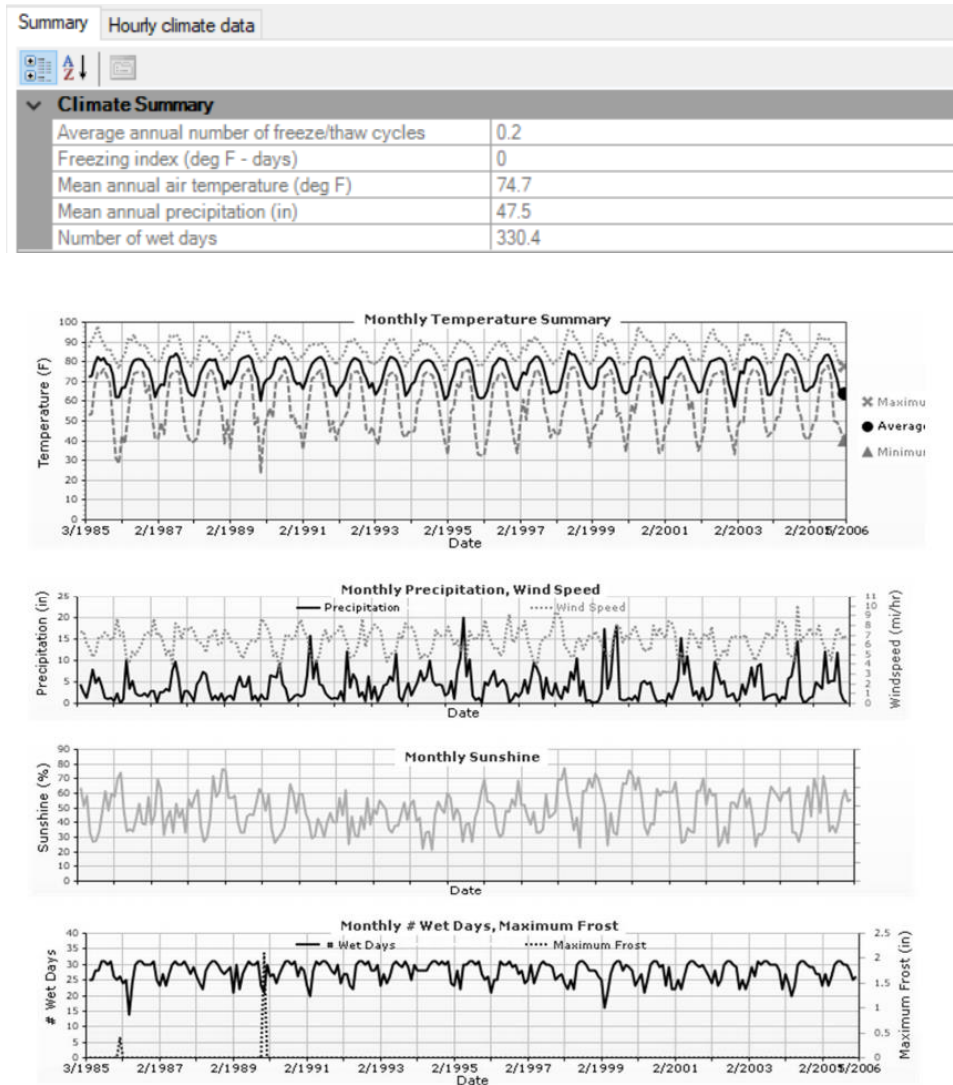 Summary Hourly climate data
A Z
Climate Summary
Average annual number of freeze/thaw cycles 0.2
Freezing index (deg F - days) 0
Mean annual air temperature (deg F) 74.7
Mean annual precipitation (in) 47.5
Number of wet days 330.4
Monthly Temperature Summary
100
90
80
70
60
50
40
30
20
10
0
Temperature (F)
3/1985 2/1987 2/1989 2/1991 2/1993 2/1995 2/1997 2/1999 2/2001 2/2003 2/2005 5/2006
Date
Maximu
Average
Minimu
Monthly Precipitation, Wind Speed
Precipitation Wind Speed
25
20
15
10
5
0
Precipitation (in)
11
10
9
8
7
6
5
4
3
2
1
0
Windspeed (mi/hr)
Date
Monthly Sunshine
90
80
70
60
50
40
30
20
10
0
Sunshine (%)
Date
Monthly # Wet Days, Maximum Frost
# Wet Days Maximum Frost
40
35
30
25
20
15
10
5
0
# Wet Days
2.5
2
1.5
1
0.5
0
Maximum Frost (in)
3/1985 2/1987 2/1989 2/1991 2/1993 2/1995 2/1997 2/1999 2/2001 2/2003 2/2005 5/2006
Date